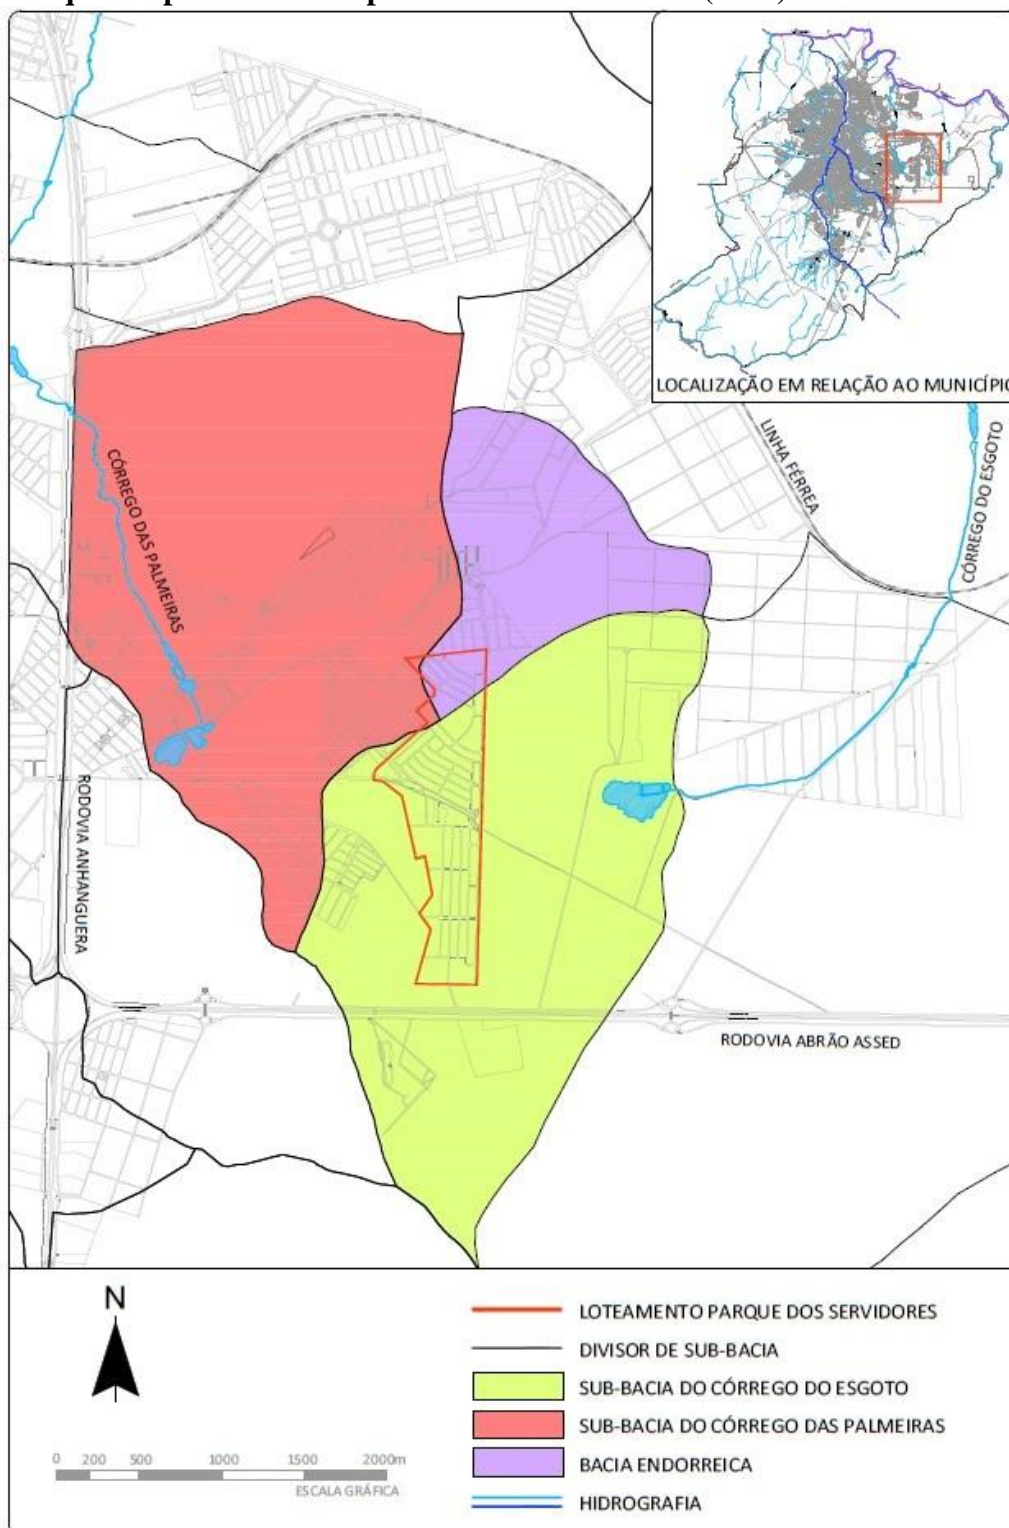 LOCALIZAÇÃO EM RELAÇÃO AO MUNICÍPIO
LINHA FÉRREA
CÓRREGO DO ESGOTO
CÓRREGO DAS PALMEIRAS
RODOVIA ANHANGUERA
RODOVIA ABRÃO ASSED
N
0 200 500 1000 1500 2000m
ESCALA GRÁFICA
LOTEAMENTO PARQUE DOS SERVIDORES
DIVISOR DE SUB-BACIA
SUB-BACIA DO CÓRREGO DO ESGOTO
SUB-BACIA DO CÓRREGO DAS PALMEIRAS
BACIA ENDORREICA
HIDROGRAFIA